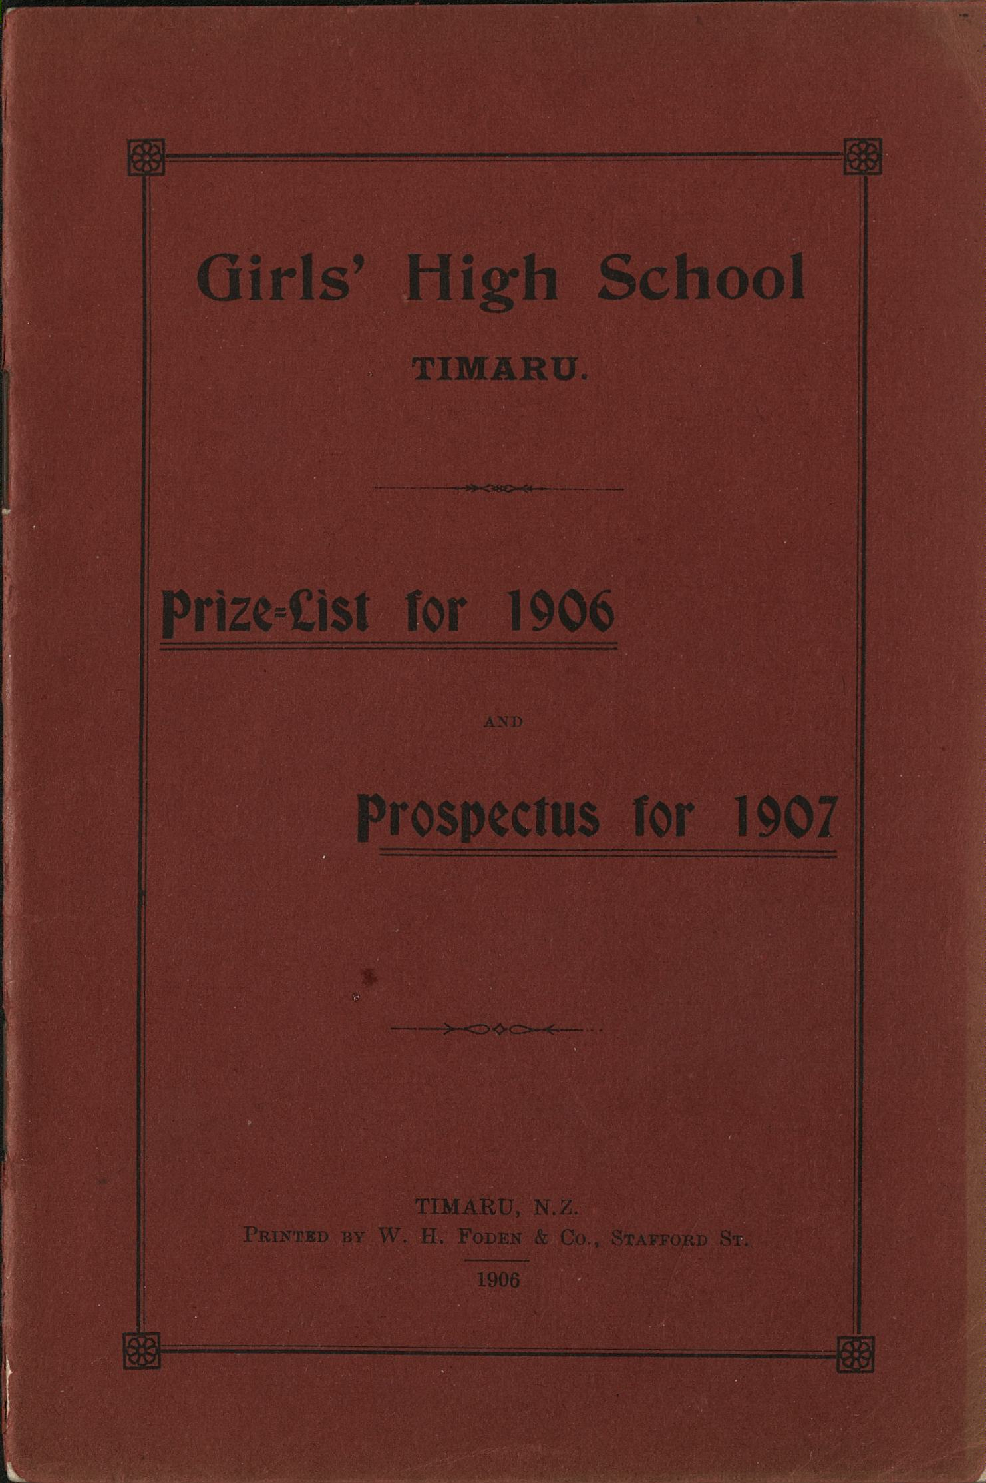 Girls' High School
TIMARU.
Prize=List for 1906
AND
Prospectus for 1907
TIMARU, N.Z.
PRINTED BY W. H. FODEN & CO., STAFFORD ST.
1906